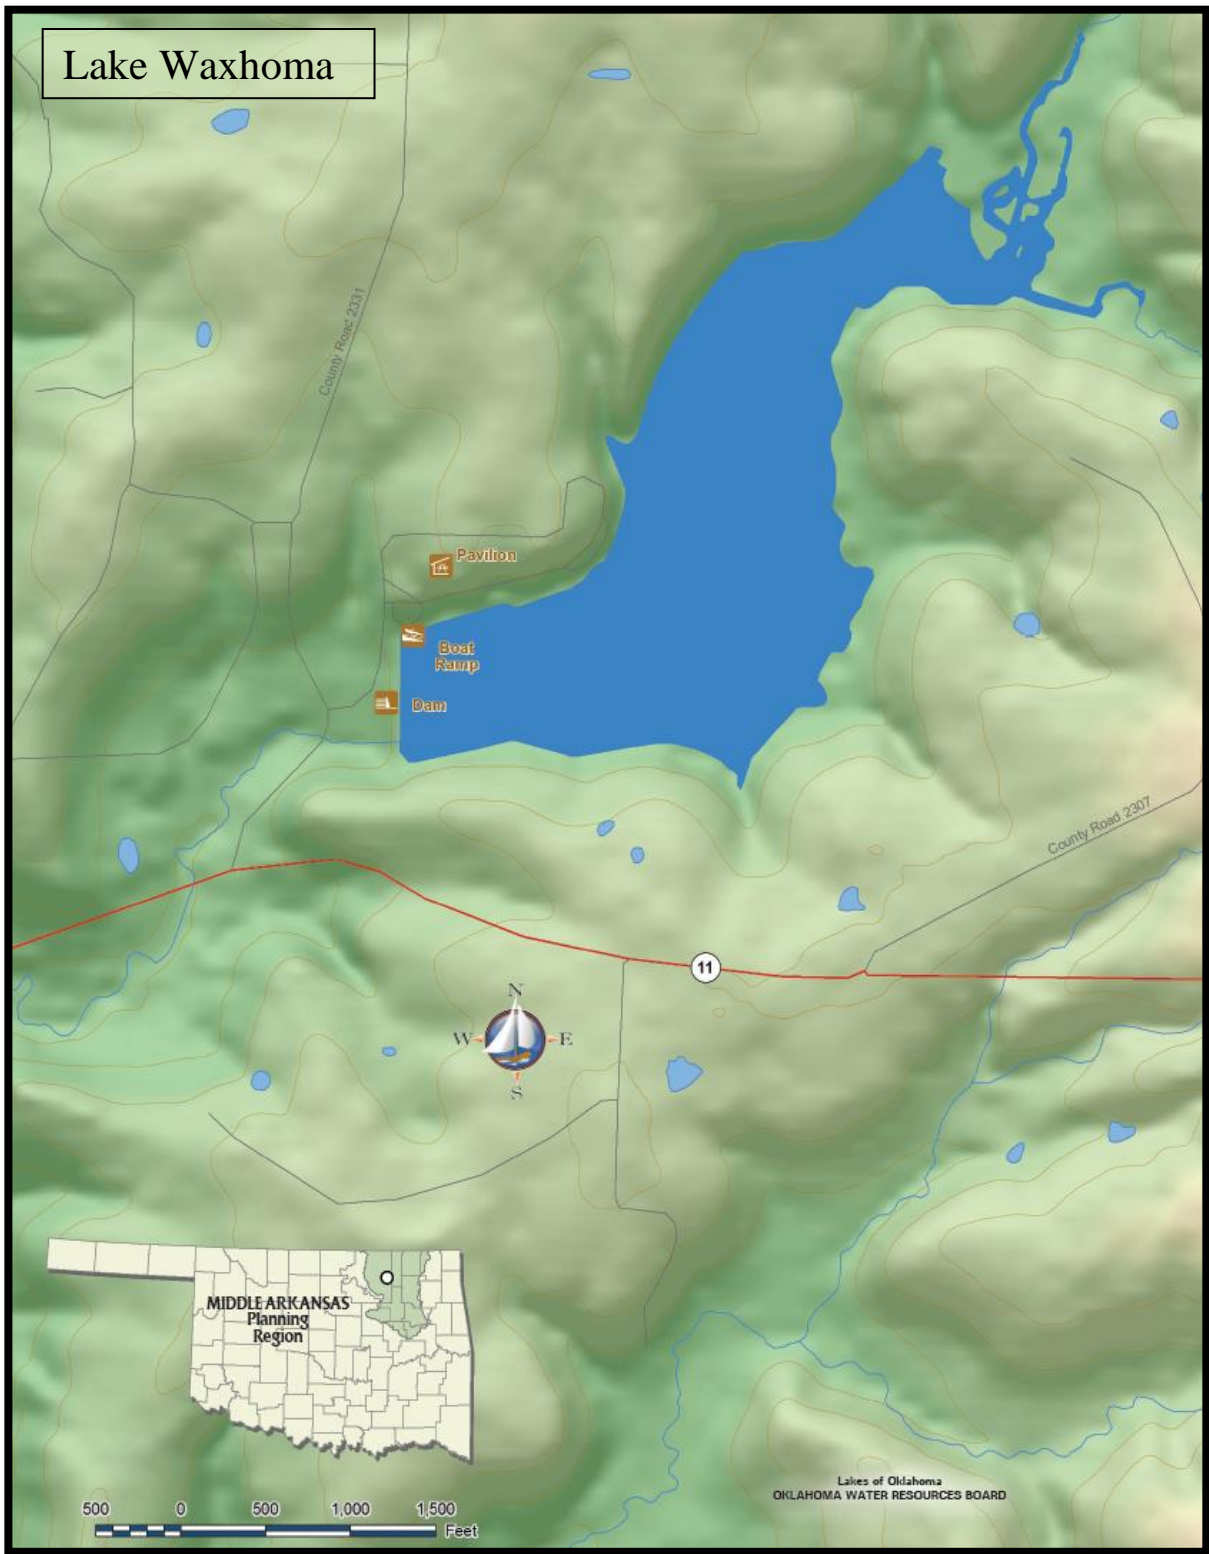 Lake Waxhoma
County Road 2331
Pavilion
Boat
Ramp
Dam
County Road 2307
11
N
W E
S
MIDDLE ARKANSAS
Planning
Region
Lakes of Oklahoma
OKLAHOMA WATER RESOURCES BOARD
500 0 500 1,000 1,500
Feet